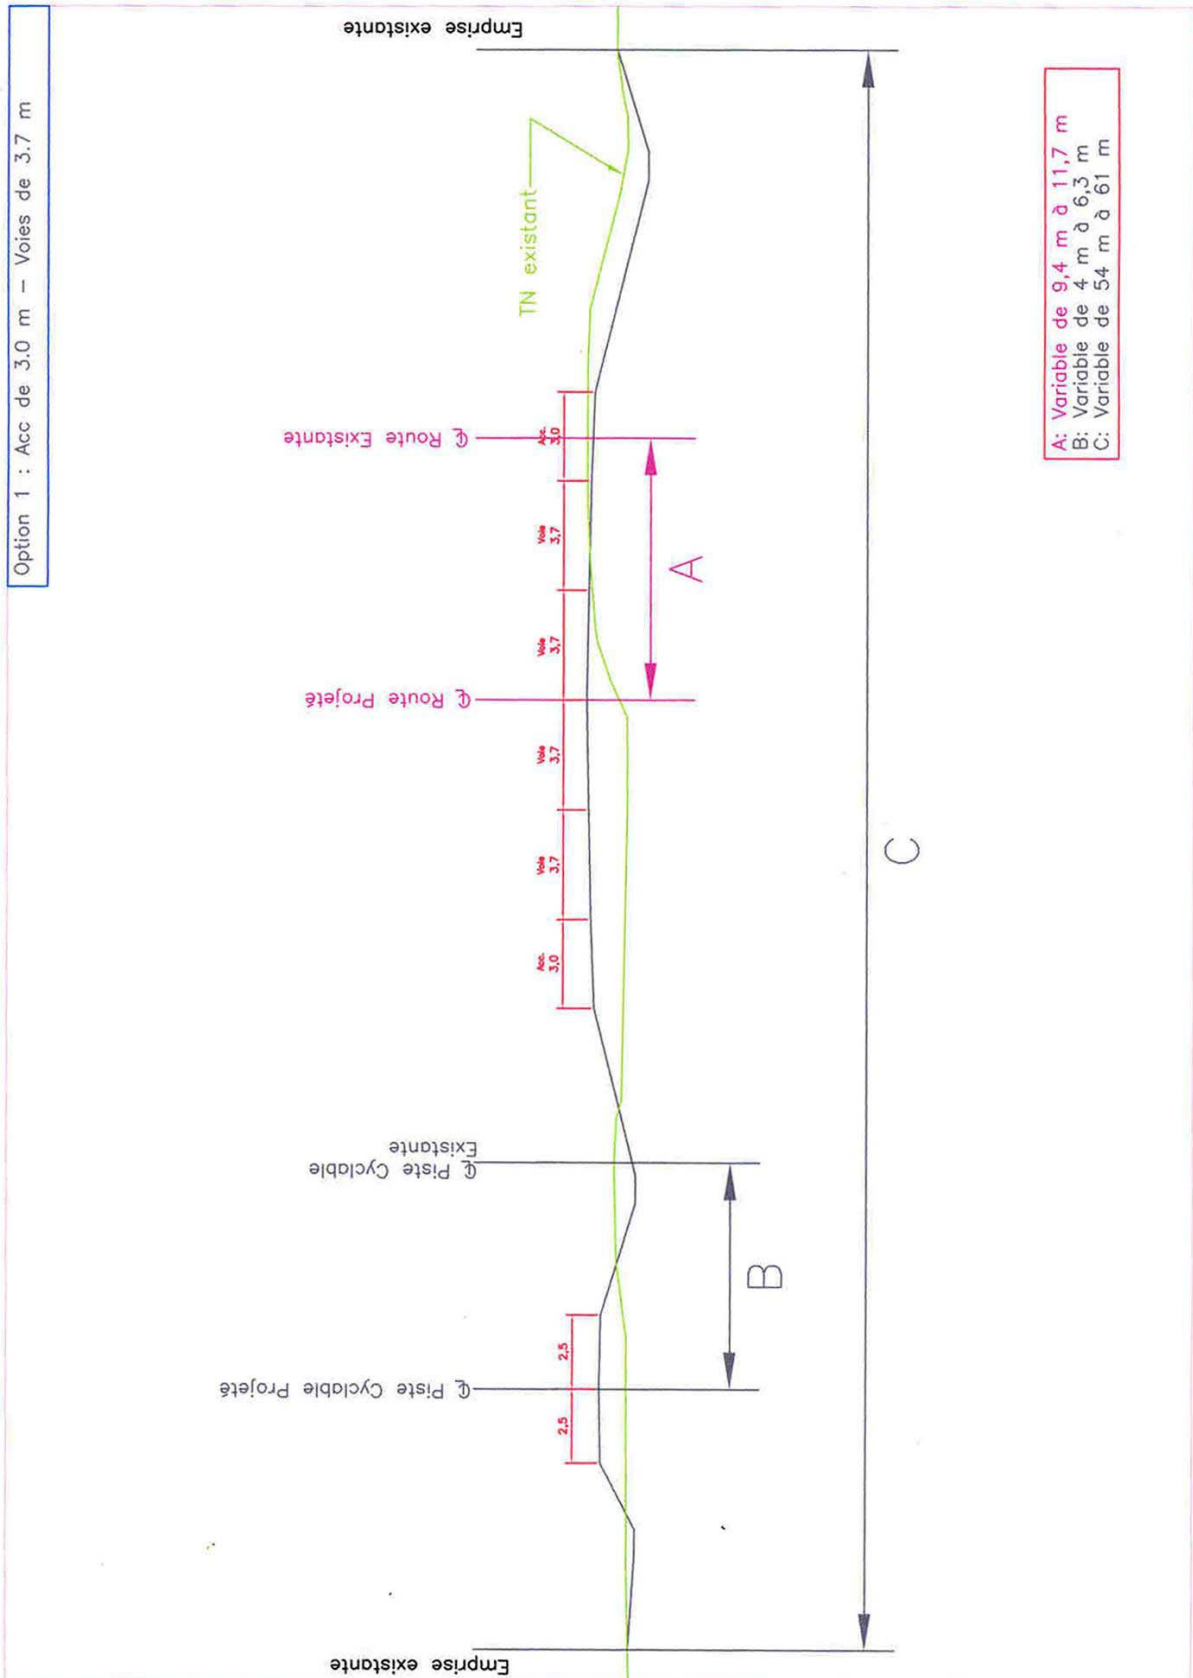 Option 1 : Acc de 3.0 m – Voies de 3.7 m
Emprise existante
TN existant
℄ Route Existante
℄ Route Projeté
℄ Piste Cyclable
Existante
℄ Piste Cyclable Projeté
Emprise existante
Acc.
3,0
Voie
3,7
Voie
3,7
Voie
3,7
Voie
3,7
Acc.
3,0
2,5
2,5
A
B
C
A: Variable de 9,4 m à 11,7 m
B: Variable de 4 m à 6,3 m
C: Variable de 54 m à 61 m